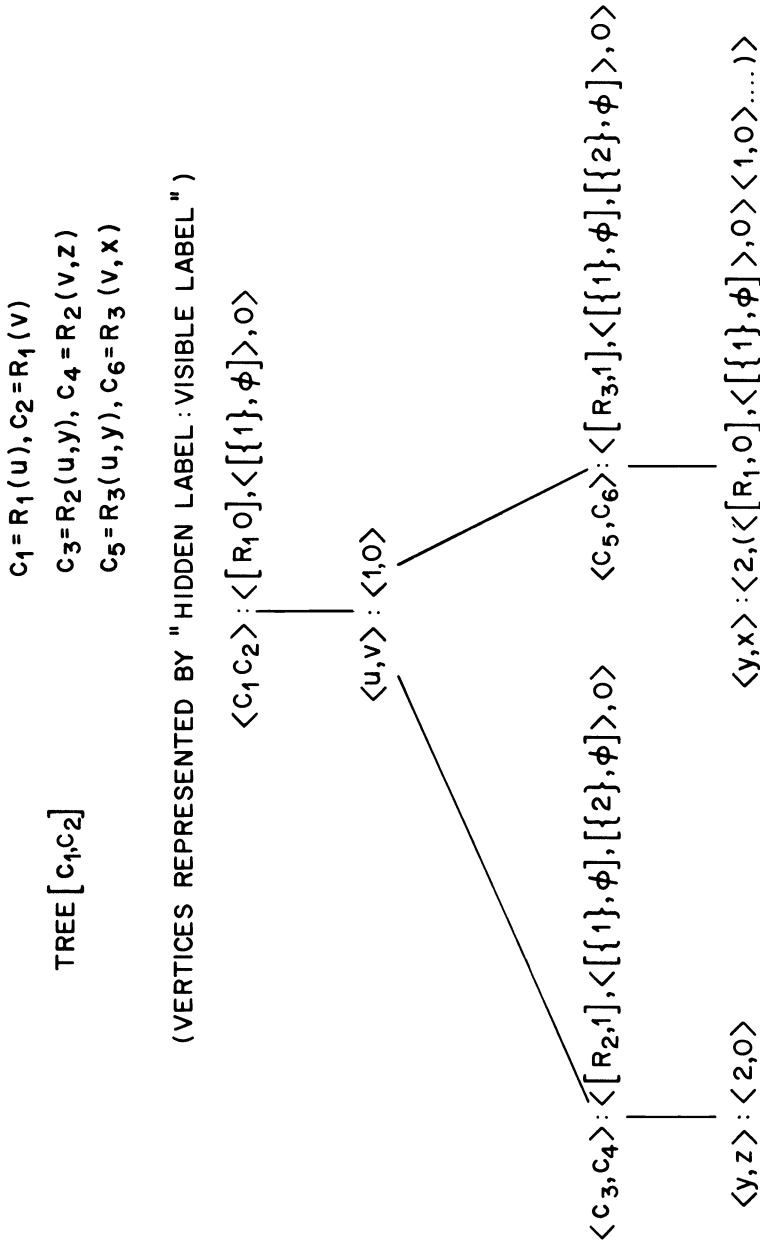 TREE [C₁,C₂]
C₁=R₁(u), C₂=R₁(v)
C₃=R₂(u,y), C₄=R₂(v,z)
C₅=R₃(u,y), C₆=R₃(v,x)
(VERTICES REPRESENTED BY "HIDDEN LABEL : VISIBLE LABEL")
<C₁C₂> : <[R₁ 0],<[{1},ϕ]>,0>
<u,v> : <1,0>
<C₃,C₄> : <[R₂,1],<[{1},ϕ],[{2},ϕ]>,0>
<C₅,C₆> : <[R₃,1],<[{1},ϕ],[{2},ϕ]>,0>
<y,z> : <2,0>
<y,x> : <2,(<[R₁,0],<[{1},ϕ]>,0><1,0>....)>